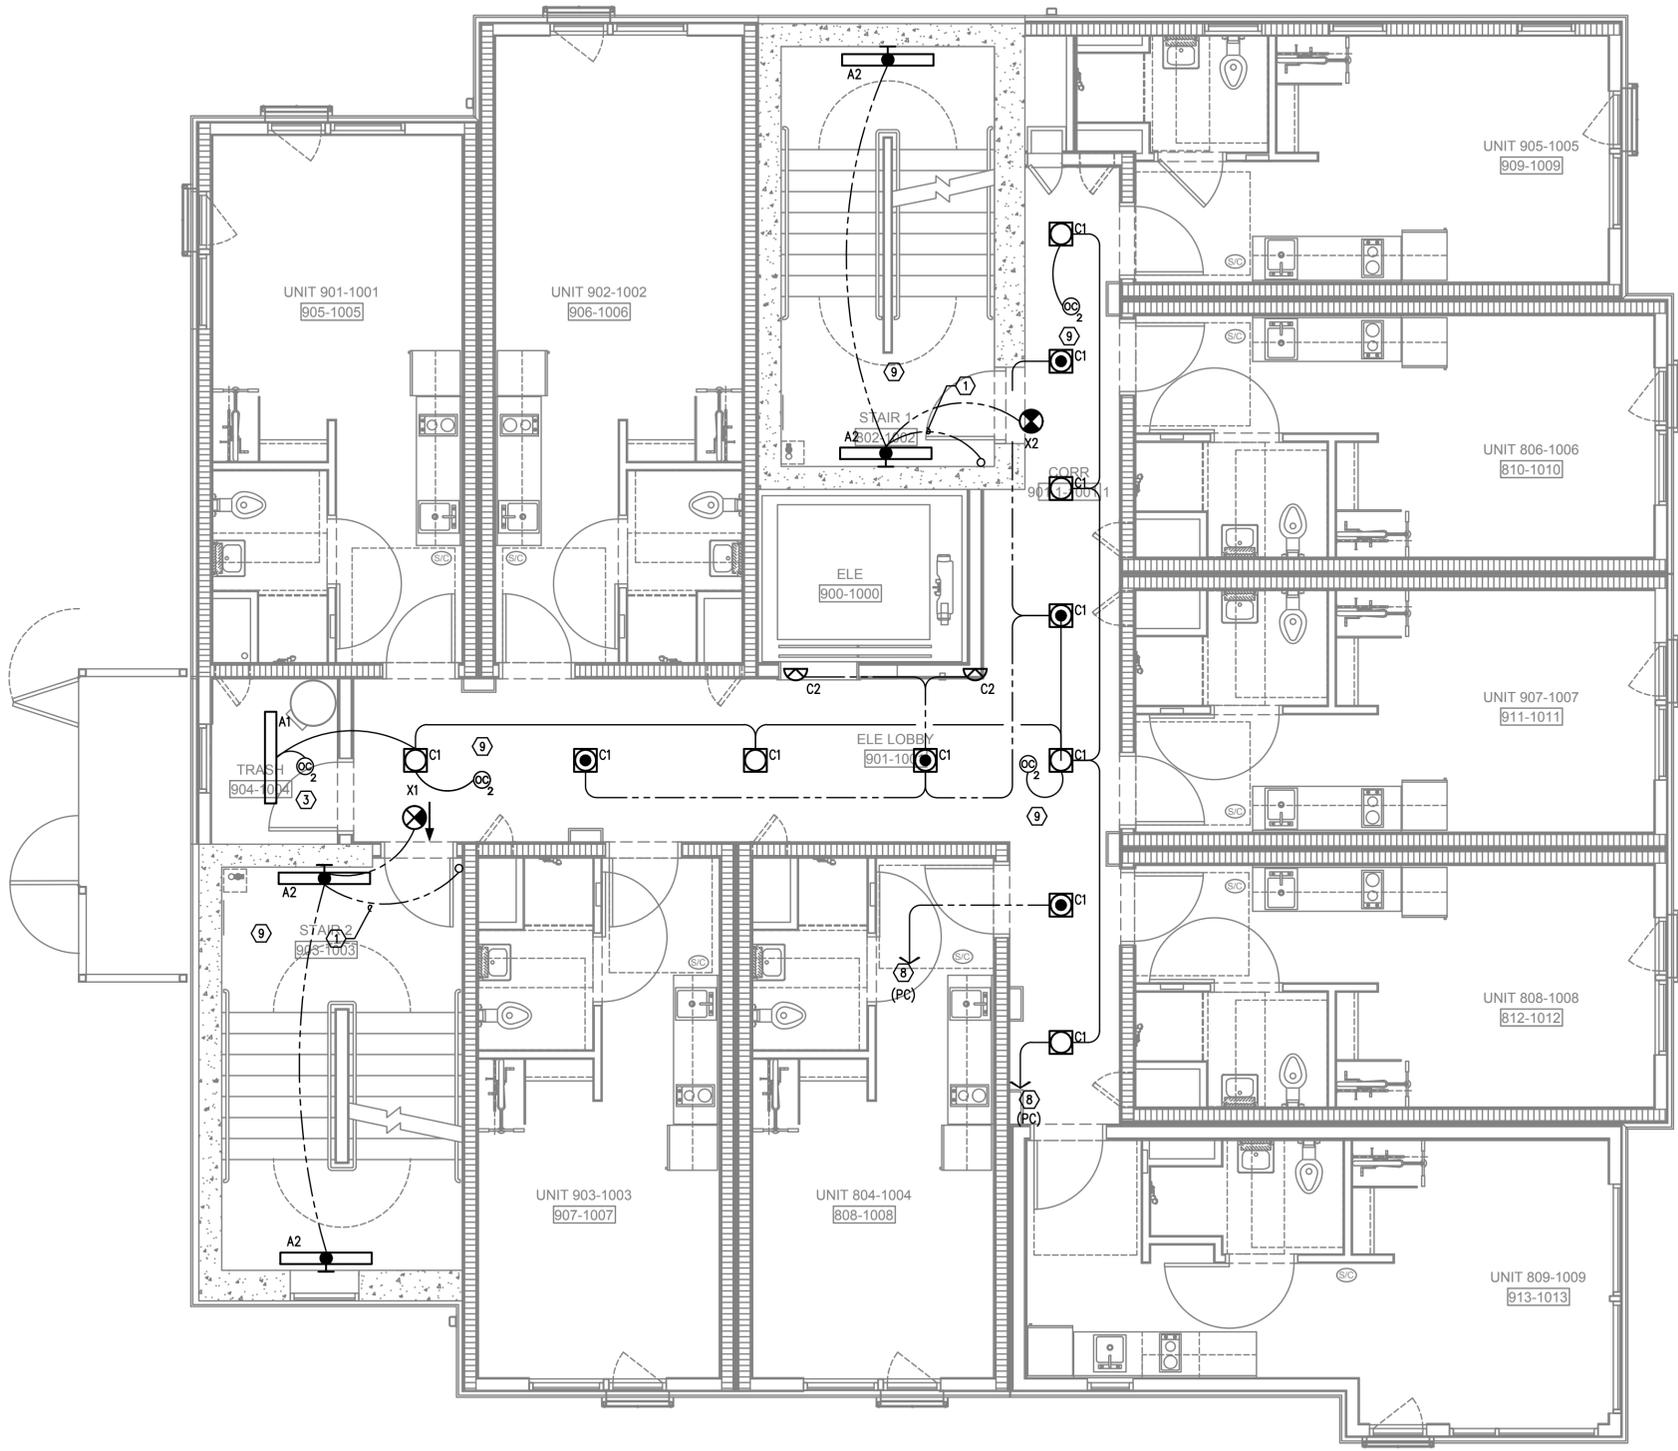 A2
UNIT 905-1005
909-1009
C1
S/C
OC
2
UNIT 901-1001
905-1005
UNIT 902-1002
906-1006
9
C1
S/C
9
1
STAIR 1
802-1002
A2
X2
UNIT 806-1006
810-1010
CORR
C1
S/C
S/C
ELE
900-1000
C1
C2
C2
UNIT 907-1007
911-1011
A1
9
ELE LOBBY
C1
C1
C1
C1
C1
OC
2
OC
2
OC
2
TRASH
904-1004
X1
3
9
S/C
A2
S/C
C1
9
STAIR 2
903-1003
1
S/C
S/C
8
(PC)
UNIT 808-1008
812-1012
C1
8
(PC)
UNIT 903-1003
907-1007
UNIT 804-1004
808-1008
A2
S/C
UNIT 809-1009
913-1013